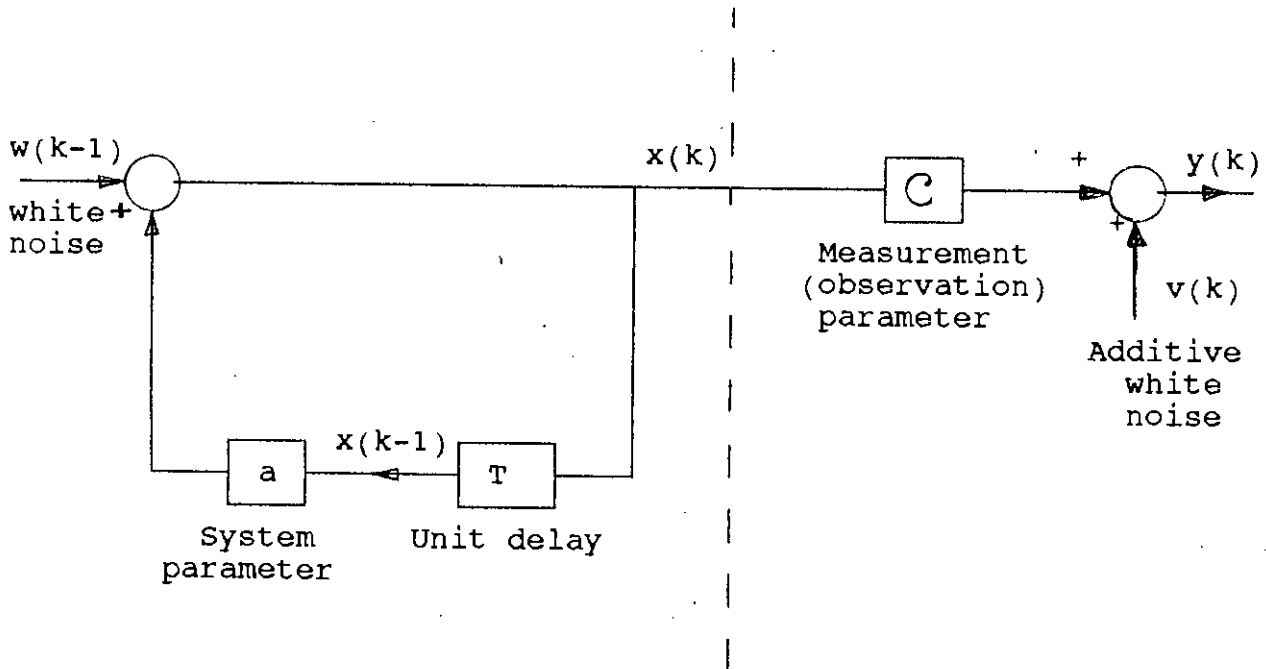 w(k-1)
white +
noise
x(k)
C
Measurement
(observation)
parameter
+
+
y(k)
v(k)
Additive
white
noise
a
System
parameter
x(k-1)
T
Unit delay